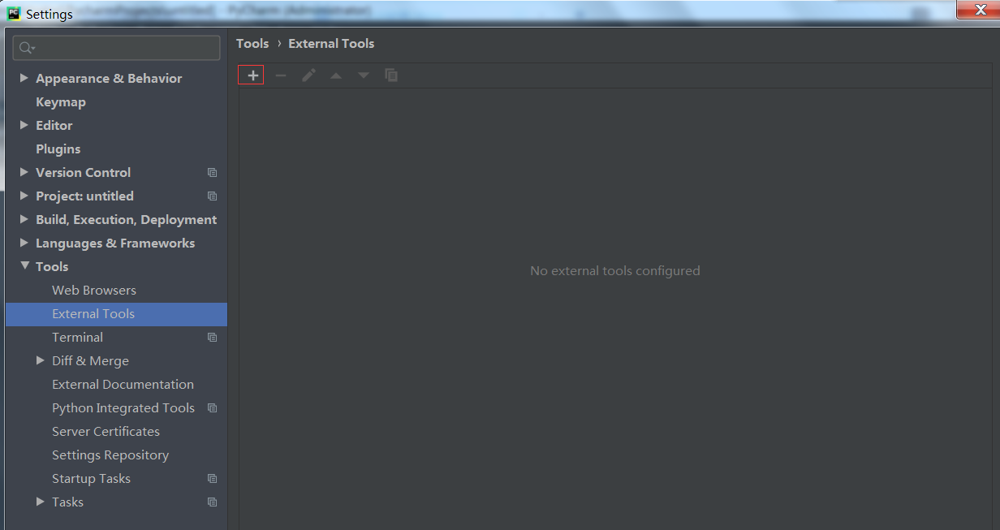 Settings
Tools › External Tools
Appearance & Behavior
Keymap
Editor
Plugins
Version Control
Project: untitled
Build, Execution, Deployment
Languages & Frameworks
Tools
Web Browsers
External Tools
Terminal
Diff & Merge
External Documentation
Python Integrated Tools
Server Certificates
Settings Repository
Startup Tasks
Tasks
No external tools configured